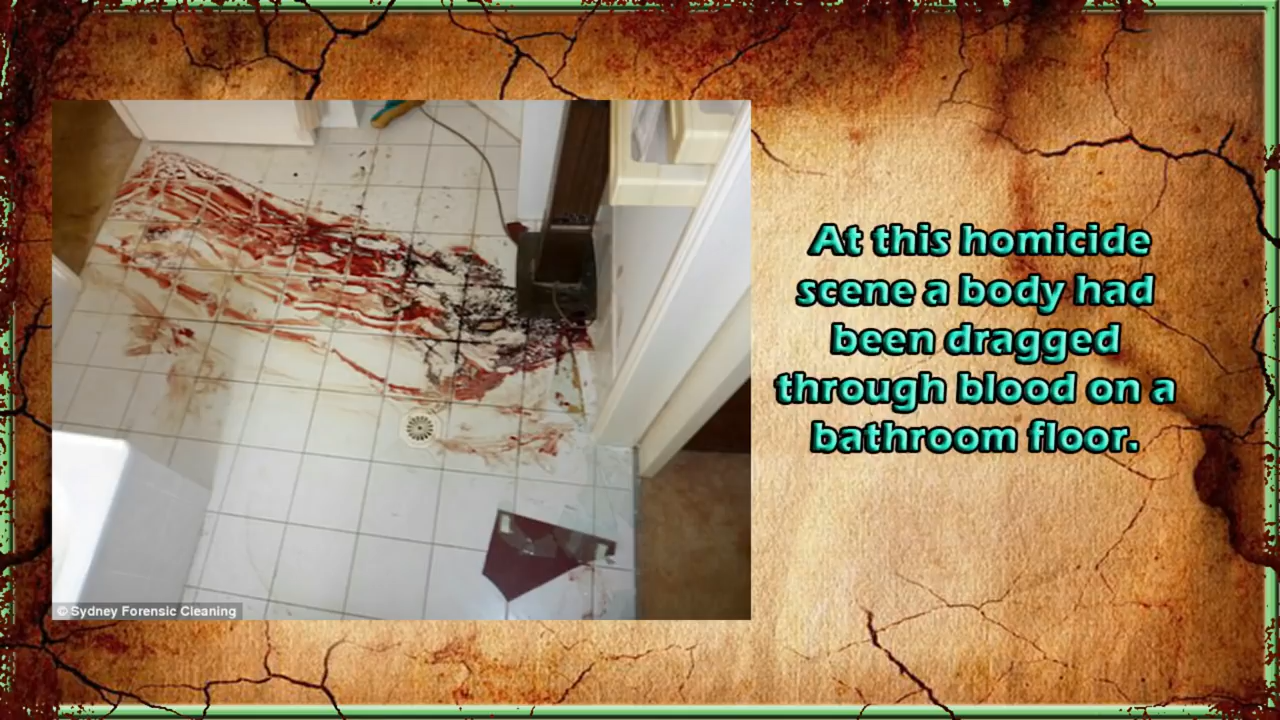 At this homicide
scene a body had
been dragged
through blood on a
bathroom floor.
© Sydney Forensic Cleaning